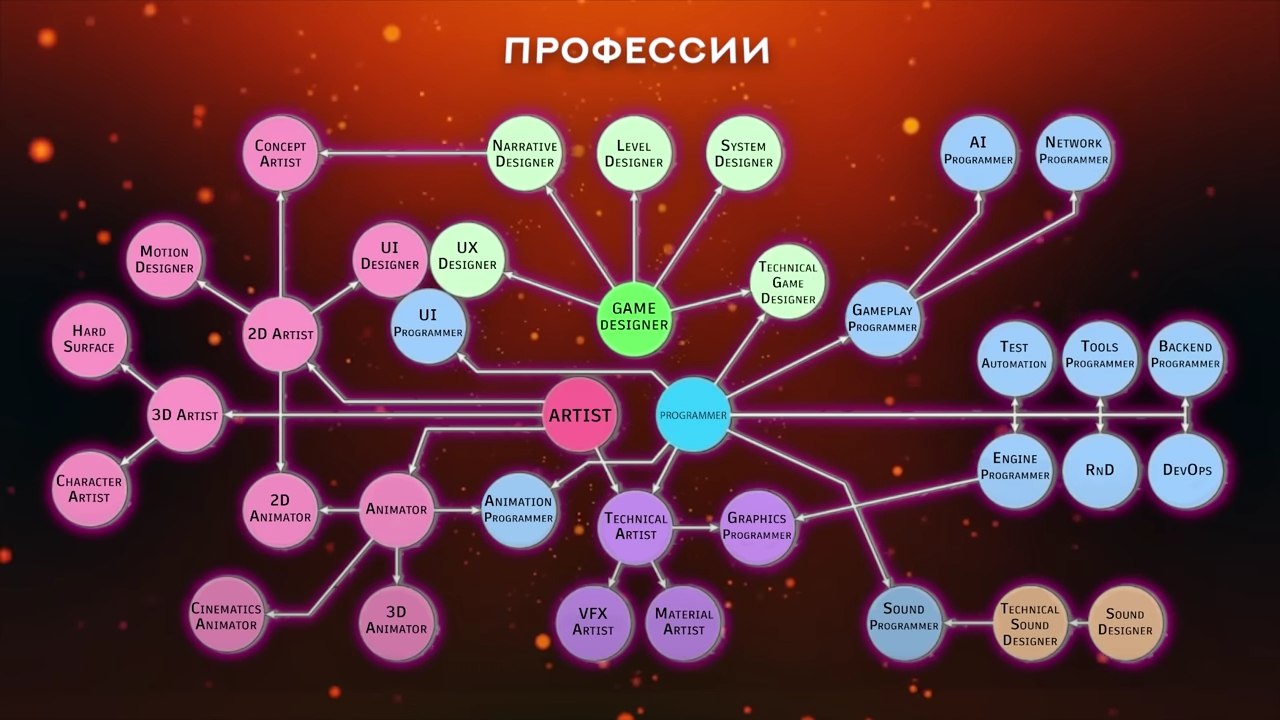 ПРОФЕССИИ
CONCEPT
ARTIST
NARRATIVE
DESIGNER
LEVEL
DESIGNER
SYSTEM
DESIGNER
AI
PROGRAMMER
NETWORK
PROGRAMMER
MOTION
DESIGNER
UI
DESIGNER
UX
DESIGNER
TECHNICAL
GAME
DESIGNER
HARD
SURFACE
2D ARTIST
UI
PROGRAMMER
GAME
DESIGNER
GAMEPLAY
PROGRAMMER
TEST
AUTOMATION
TOOLS
PROGRAMMER
BACKEND
PROGRAMMER
3D ARTIST
ARTIST
PROGRAMMER
CHARACTER
ARTIST
2D
ANIMATOR
ANIMATOR
ANIMATION
PROGRAMMER
TECHNICAL
ARTIST
GRAPHICS
PROGRAMMER
ENGINE
PROGRAMMER
RND
DEVOPS
CINEMATICS
ANIMATOR
3D
ANIMATOR
VFX
ARTIST
MATERIAL
ARTIST
SOUND
PROGRAMMER
TECHNICAL
SOUND
DESIGNER
SOUND
DESIGNER